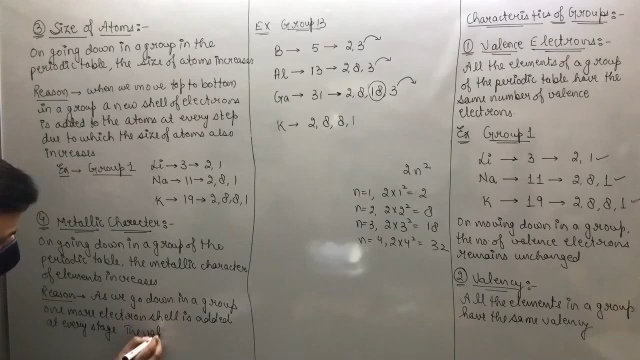 ③ Size of Atoms:-
On going down in a group in the
periodic table, the size of atoms increases
Reason → when we move top to bottom
in a group a new shell of electrons
is added to the atoms at every step
due to which the size of atoms also
increases
Ex → Group 1 Li → 3 → 2, 1
Na → 11 → 2, 8, 1
K → 19 → 2, 8, 8, 1
④ Metallic Character:-
On going down in a group of the
periodic table, the metallic character
of elements increases
Reason → As we go down in a group
one more electron shell is added
at every stage
Ex Group 13
B → 5 → 2, 3
Al → 13 → 2, 8, 3
Ga → 31 → 2, 8, 18, 3
K → 2, 8, 8, 1
2n²
n=1, 2×1² = 2
n=2, 2×2² = 8
n=3, 2×3² = 18
n=4, 2×4² = 32
Characteristics of Groups
① Valence Electrons:-
All the elements of a group
of the periodic table have the
same number of valence
electrons
Ex Group 1
Li → 3 → 2, 1 ✓
Na → 11 → 2, 8, 1 ✓
K → 19 → 2, 8, 8, 1 ✓
On moving down in a group,
the no of valence electrons
remains unchanged
② Valency:-
All the elements in a group
have the same valency